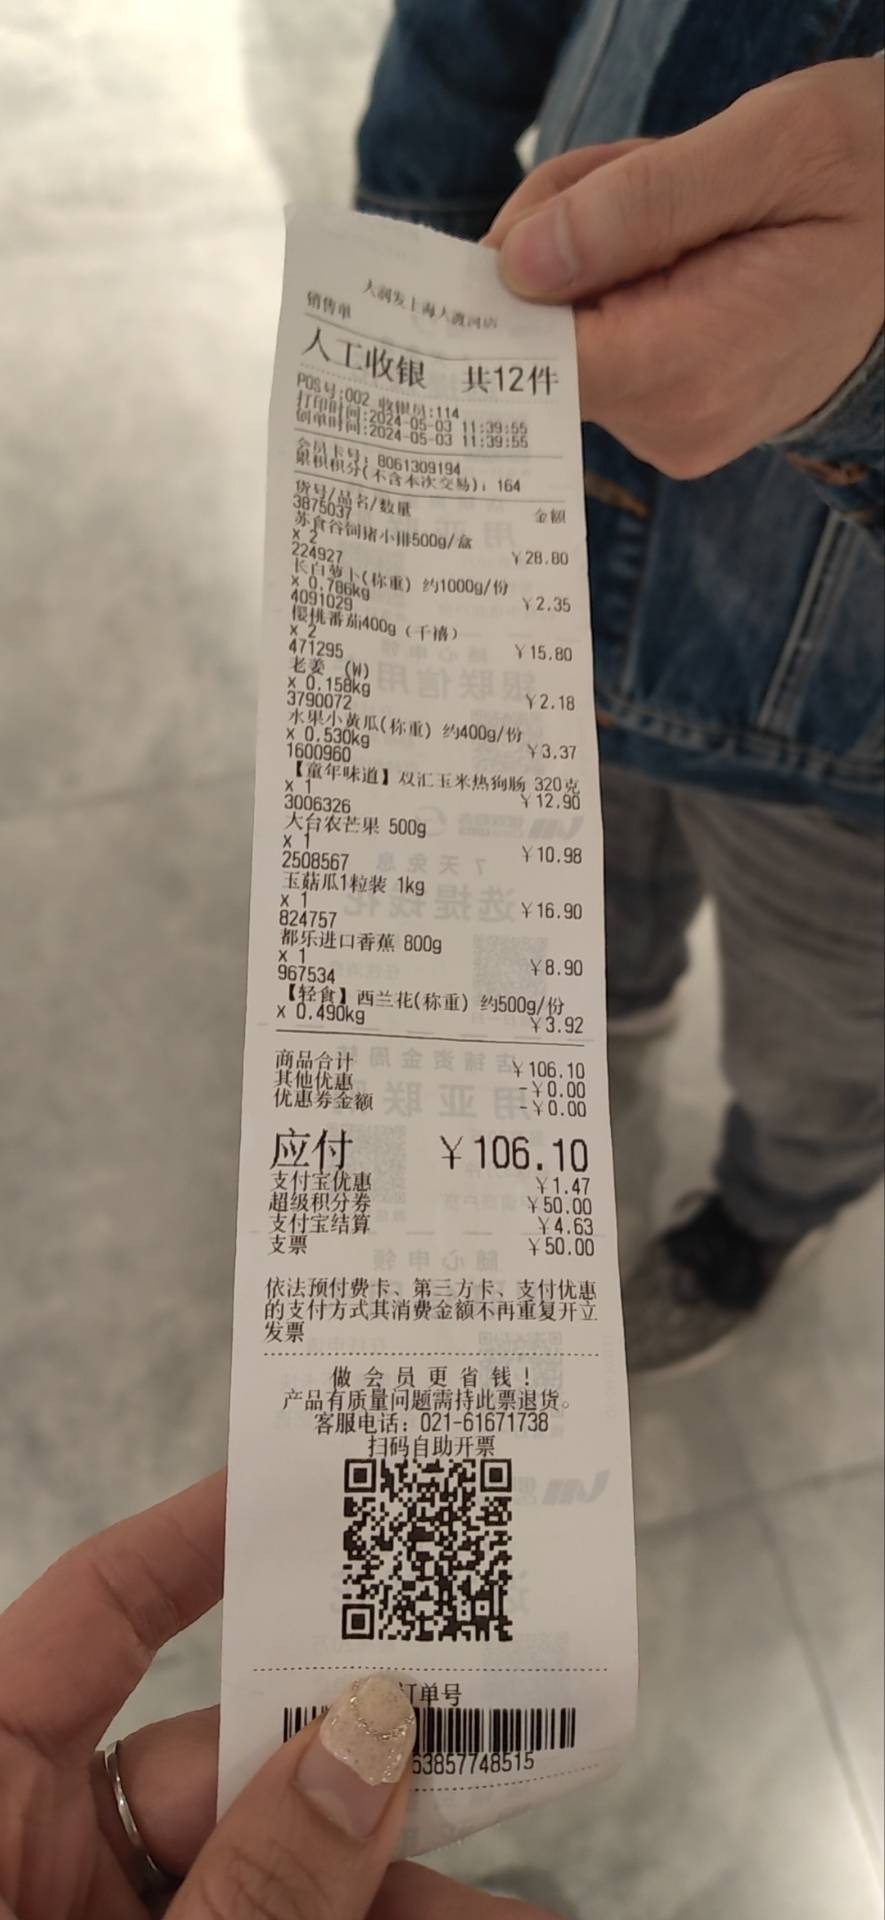 大润发上海大渡河店
销售单
人工收银 共12件
POS号:002 收银员:114
打印时间:2024-05-03 11:39:55
创单时间:2024-05-03 11:39:55
会员卡号: 8061309194
累积积分(不含本次交易): 164
货号/品名/数量 金额
3875037
苏食谷饲猪小排500g/盒
x 2 ¥28.80
224927
长白萝卜(称重) 约1000g/份
x 0.786kg ¥2.35
4091029
樱桃番茄400g (千禧)
x 2 ¥15.80
471295
老姜 (W)
x 0.158kg ¥2.18
3790072
水果小黄瓜(称重) 约400g/份
x 0.530kg ¥3.37
1600960
【童年味道】双汇玉米热狗肠 320克
x 1 ¥12.90
3006326
大台农芒果 500g
x 1 ¥10.98
2508567
玉菇瓜1粒装 1kg
x 1 ¥16.90
824757
都乐进口香蕉 800g
x 1 ¥8.90
967534
【轻食】西兰花(称重) 约500g/份
x 0.490kg ¥3.92
商品合计 ¥106.10
其他优惠 -¥0.00
优惠券金额 -¥0.00
应付 ¥106.10
支付宝优惠 ¥1.47
超级积分券 ¥50.00
支付宝结算 ¥4.63
支票 ¥50.00
依法预付费卡、第三方卡、支付优惠
的支付方式其消费金额不再重复开立
发票
做会员更省钱!
产品有质量问题需持此票退货。
客服电话: 021-61671738
扫码自助开票
订单号
53857748515